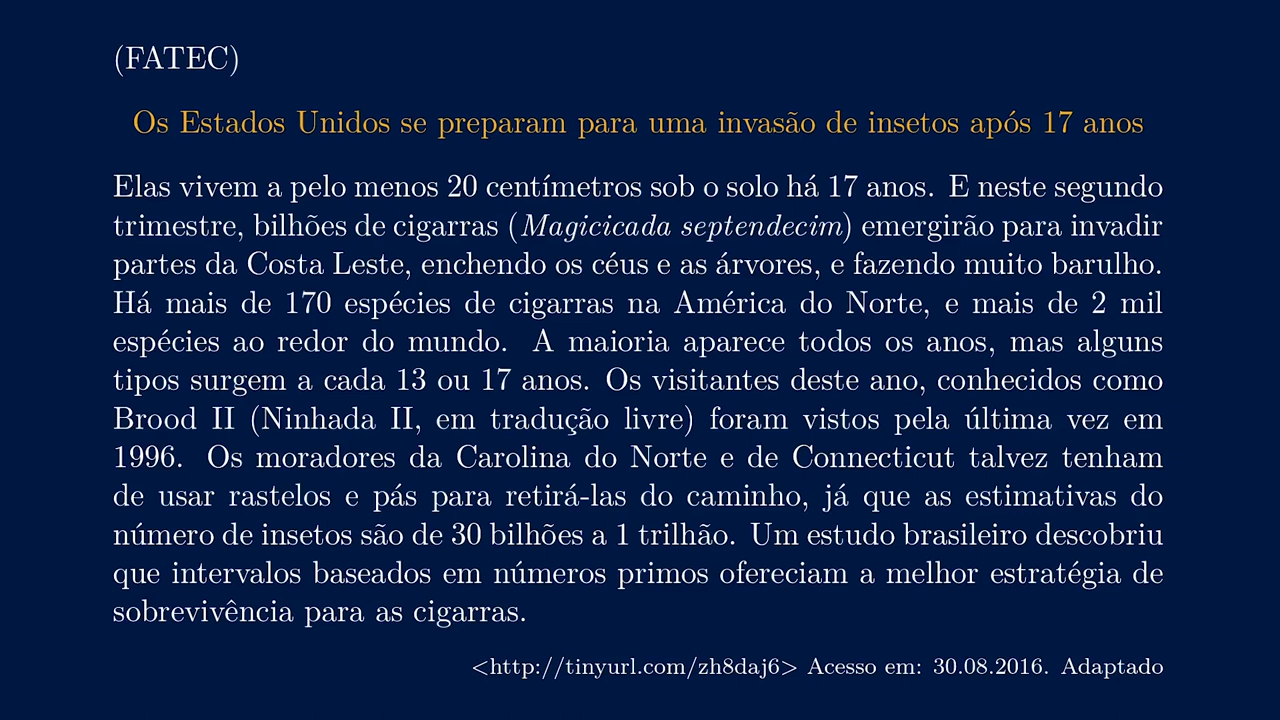 (FATEC)
Os Estados Unidos se preparam para uma invasão de insetos após 17 anos
Elas vivem a pelo menos 20 centímetros sob o solo há 17 anos. E neste segundo
trimestre, bilhões de cigarras (Magicicada septendecim) emergirão para invadir
partes da Costa Leste, enchendo os céus e as árvores, e fazendo muito barulho.
Há mais de 170 espécies de cigarras na América do Norte, e mais de 2 mil
espécies ao redor do mundo. A maioria aparece todos os anos, mas alguns
tipos surgem a cada 13 ou 17 anos. Os visitantes deste ano, conhecidos como
Brood II (Ninhada II, em tradução livre) foram vistos pela última vez em
1996. Os moradores da Carolina do Norte e de Connecticut talvez tenham
de usar rastelos e pás para retirá-las do caminho, já que as estimativas do
número de insetos são de 30 bilhões a 1 trilhão. Um estudo brasileiro descobriu
que intervalos baseados em números primos ofereciam a melhor estratégia de
sobrevivência para as cigarras.
<http://tinyurl.com/zh8daj6> Acesso em: 30.08.2016. Adaptado